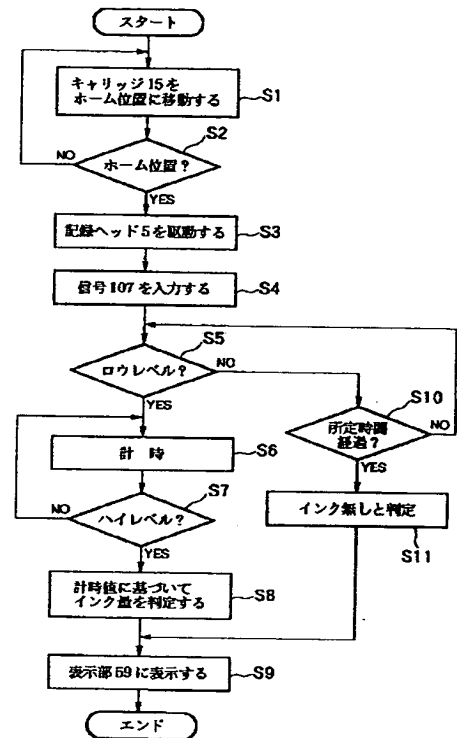 スタート
キャリッジ15を
ホーム位置に移動する
S1
S2
NO
ホーム位置?
YES
記録ヘッド5を駆動する
S3
信号107を入力する
S4
S5
ロウレベル?
NO
YES
S10
所定時間
経過?
NO
YES
計 時
S6
S7
NO
ハイレベル?
YES
インク無しと判定
S11
計時値に基づいて
インク量を判定する
S8
表示部59に表示する
S9
エンド